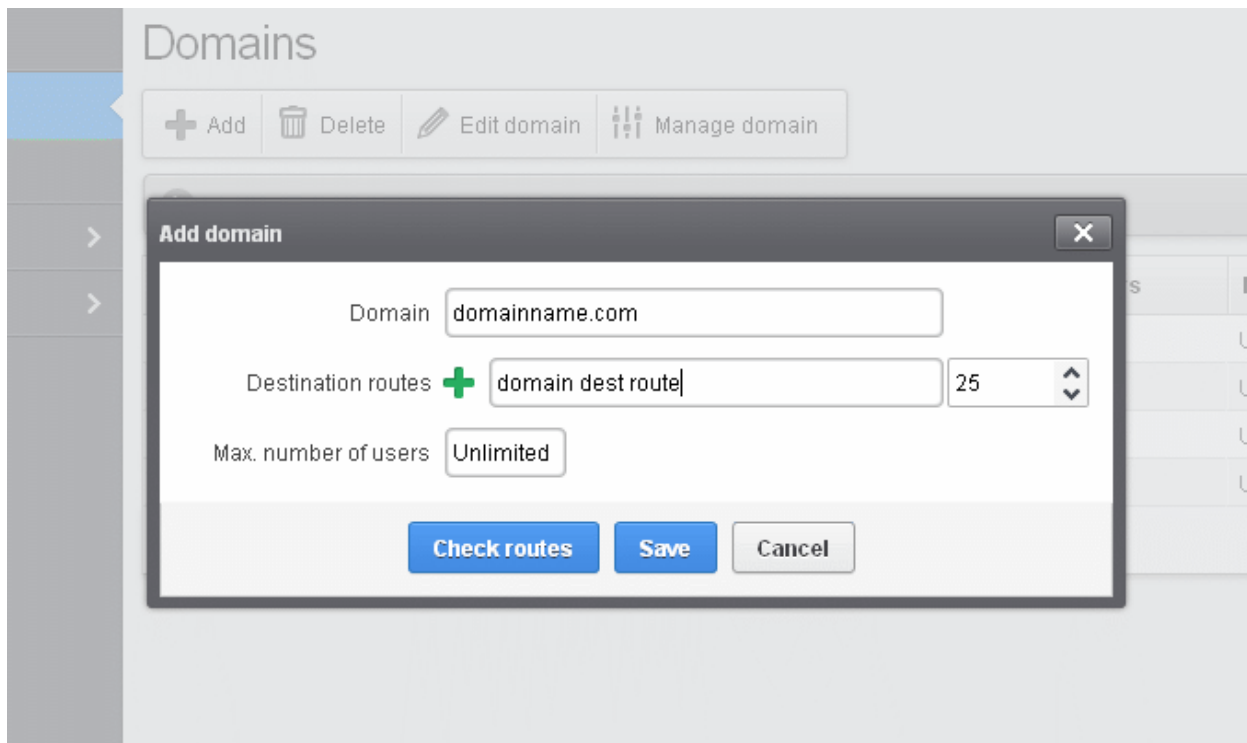 Domains
Add Delete Edit domain Manage domain
Add domain
s
Domain domainname.com
Destination routes domain dest route 25
Max. number of users Unlimited
Check routes Save Cancel